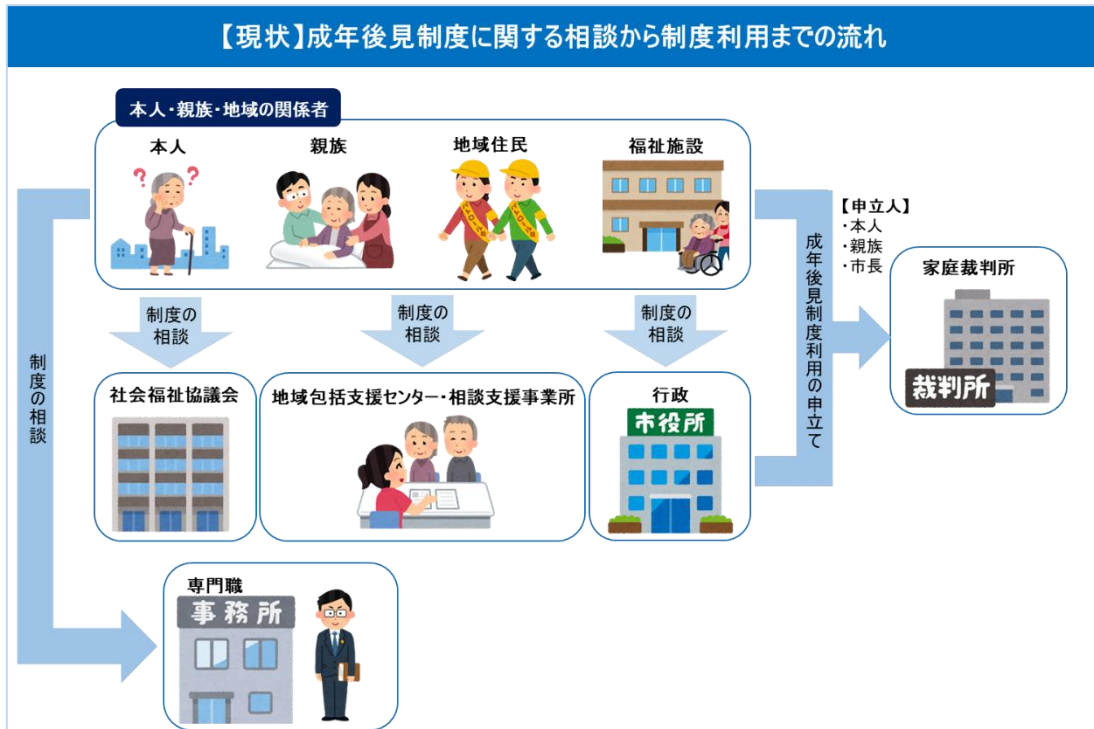 【現状】成年後見制度に関する相談から制度利用までの流れ
本人・親族・地域の関係者
本人
親族
地域住民
福祉施設
制度の
相談
制度の
相談
制度の
相談
制度の相談
社会福祉協議会
地域包括支援センター・相談支援事業所
行政
市役所
専門職
事務所
成年後見制度利用の申立て
【申立人】
・本人
・親族
・市長
家庭裁判所
裁判所